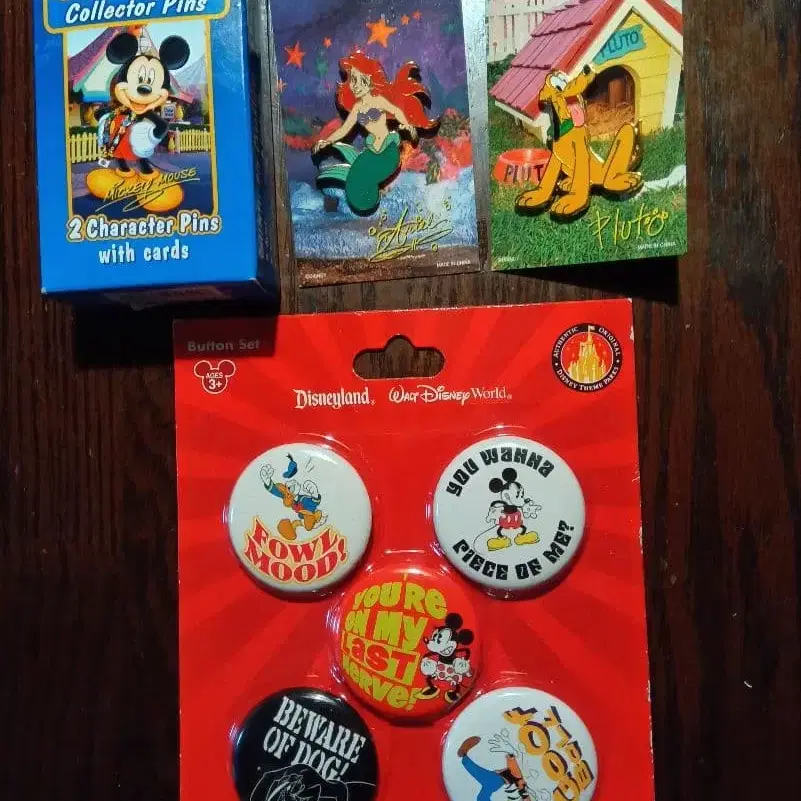 Collector Pins
MICKEY MOUSE
2 Character Pins
with cards
Ariel
©DISNEY
MADE IN CHINA
PLUTO
PLUT
Pluto
MADE IN CHINA
Button Set
AGES
3+
Disneyland® WALT DISNEY World®
AUTHENTIC ORIGINAL
DISNEY THEME PARKS
FOWL
MOOD!
YOU WANNA
PIECE OF ME?
YOU'RE
ON MY
LAST
nerve!
BEWARE
OF DOG!